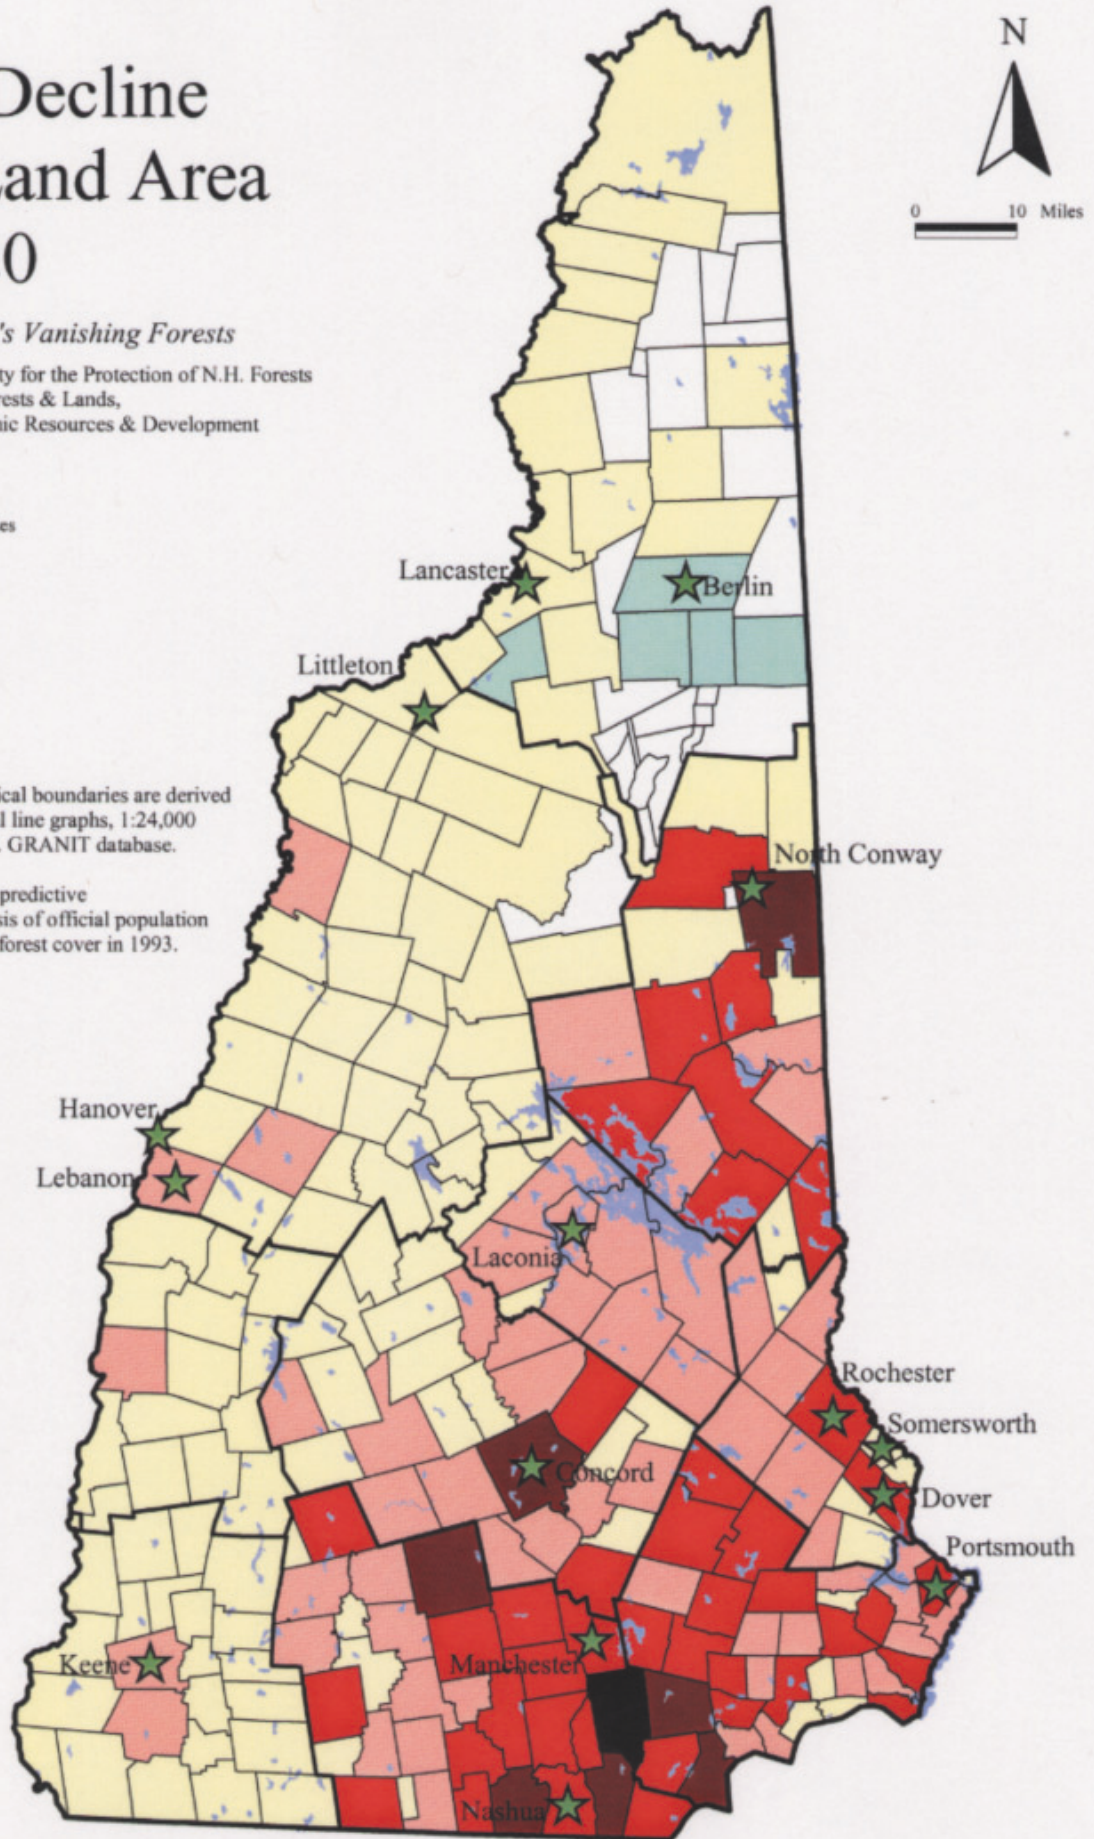 Decline
Land Area
0
's Vanishing Forests
ty for the Protection of N.H. Forests
rests & Lands,
nic Resources & Development
es
ical boundaries are derived
l line graphs, 1:24,000
. GRANIT database.
predictive
sis of official population
forest cover in 1993.
N
0 10 Miles
Lancaster
Berlin
Littleton
North Conway
Hanover
Lebanon
Laconia
Rochester
Somersworth
Concord
Dover
Portsmouth
Keene
Manchester
Nashua